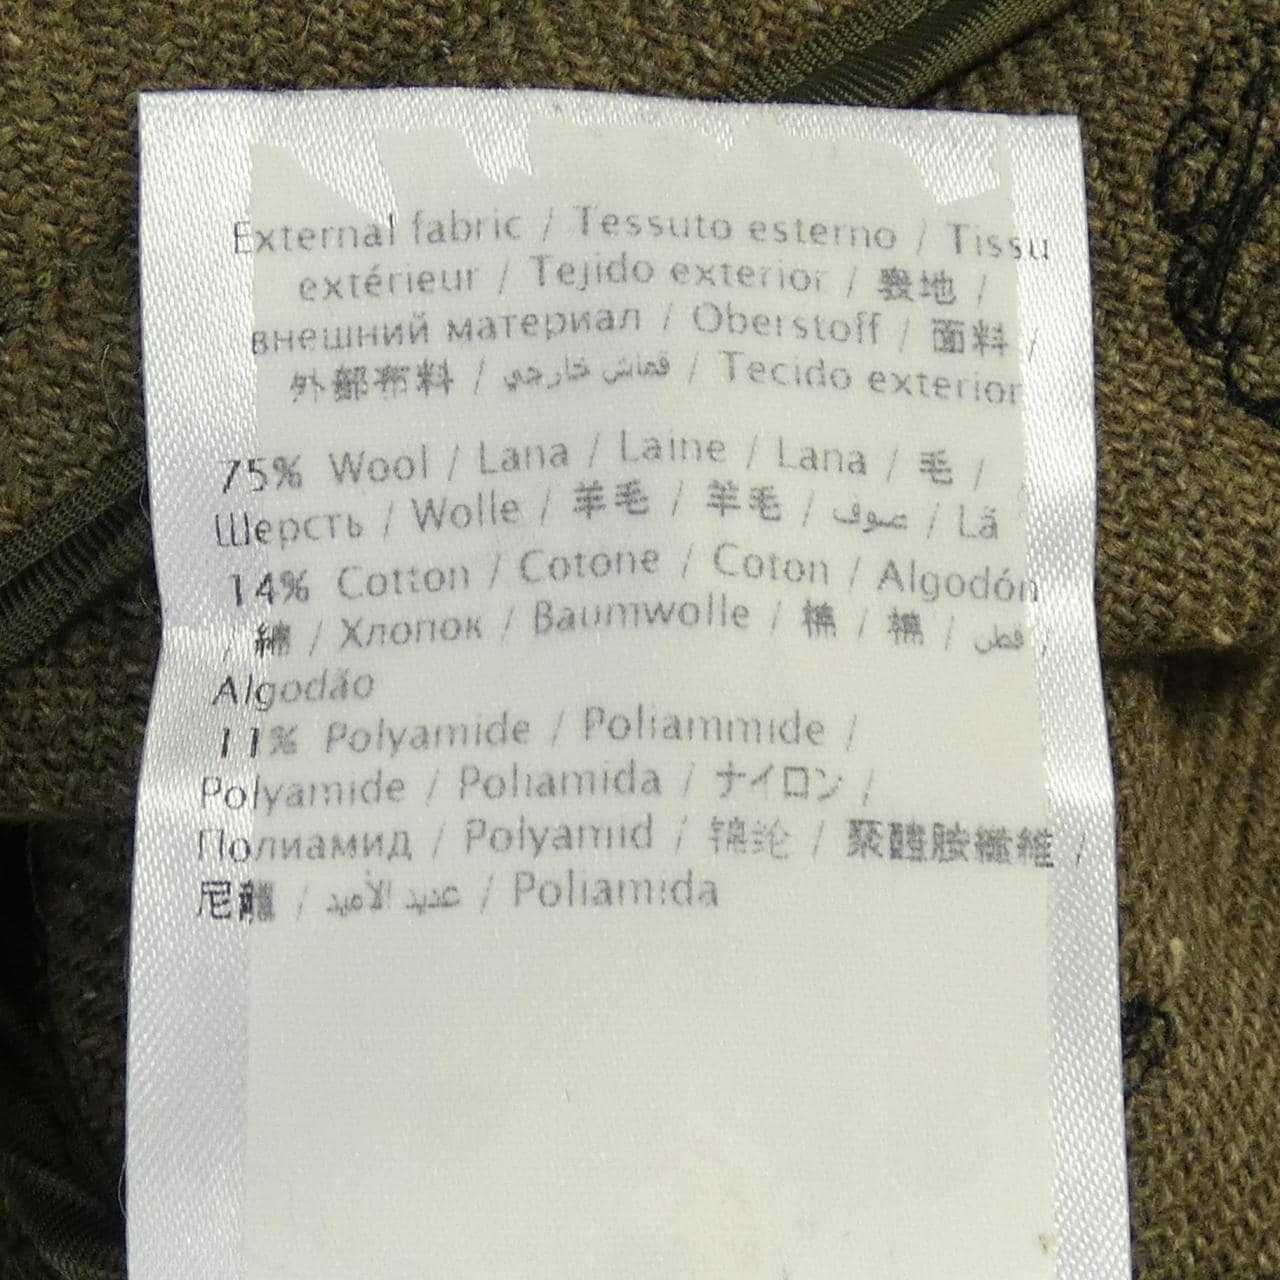 External fabric / Tessuto esterno / Tissu
extérieur / Tejido exterior / 表地 /
внешний материал / Oberstoff / 面料 /
外部布料 / قماش خارجي / Tecido exterior
75% Wool / Lana / Laine / Lana / 毛 /
Шерсть / Wolle / 羊毛 / 羊毛 / صوف / Lã
14% Cotton / Cotone / Coton / Algodón
/ 綿 / Хлопок / Baumwolle / 棉 / 棉 / قطن /
Algodão
11% Polyamide / Poliammide /
Polyamide / Poliamida / ナイロン /
Полиамид / Polyamid / 锦纶 / 聚醯胺纖維 /
尼龍 / عديد الأميد / Poliamida